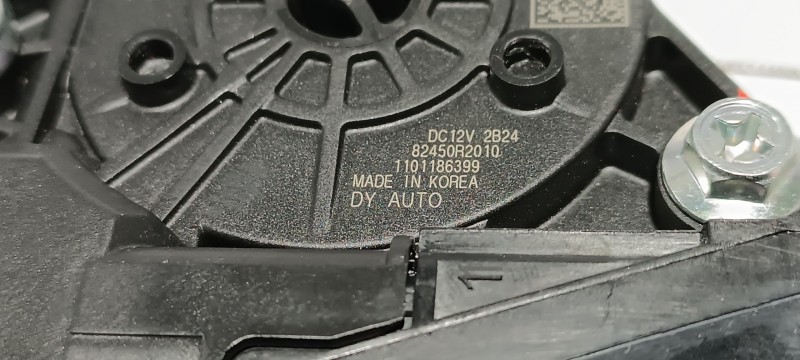 DC12V 2B24
82450R2010
1101186399
MADE IN KOREA
DY AUTO
1